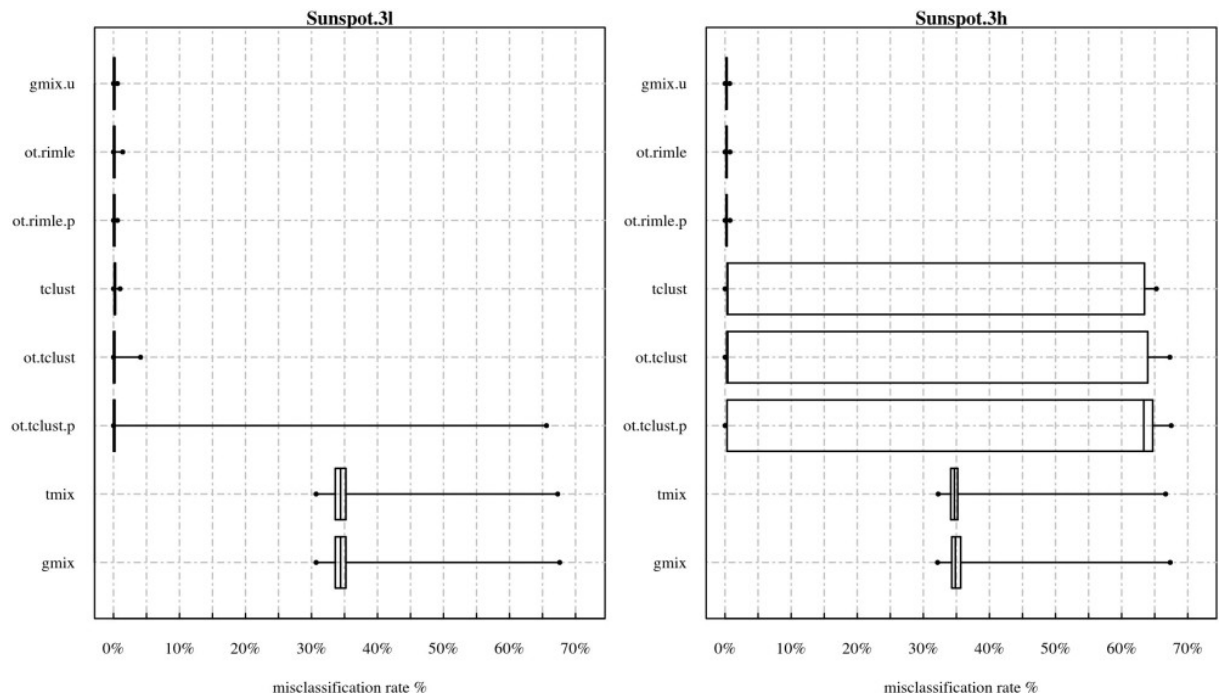 Sunspot.3l
gmix.u
ot.rimle
ot.rimle.p
tclust
ot.tclust
ot.tclust.p
tmix
gmix
0% 10% 20% 30% 40% 50% 60% 70%
misclassification rate %
Sunspot.3h
gmix.u
ot.rimle
ot.rimle.p
tclust
ot.tclust
ot.tclust.p
tmix
gmix
0% 10% 20% 30% 40% 50% 60% 70%
misclassification rate %